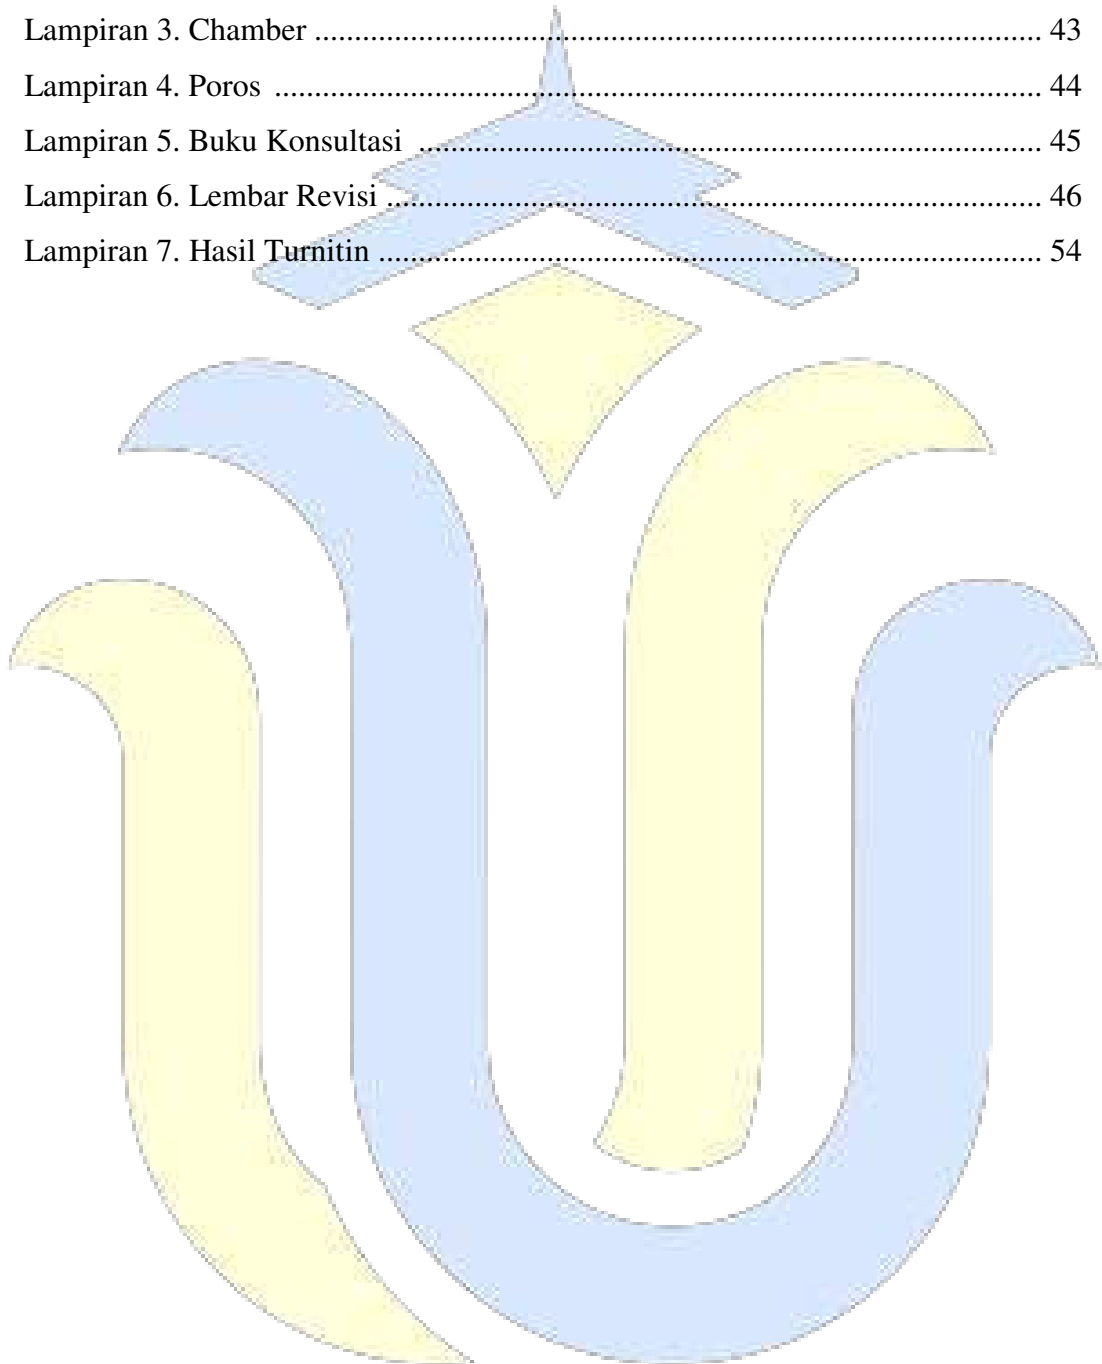 Lampiran 3. Chamber ........................................................................................... 43
Lampiran 4. Poros ................................................................................................ 44
Lampiran 5. Buku Konsultasi .............................................................................. 45
Lampiran 6. Lembar Revisi .................................................................................. 46
Lampiran 7. Hasil Turnitin ................................................................................... 54